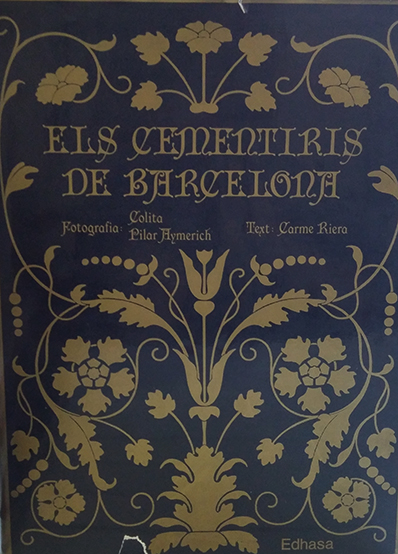 ELS CEMENTIRIS
DE BARCELONA
Fotografia: Colita
Pilar Aymerich
Text: Carme Riera
Edhasa